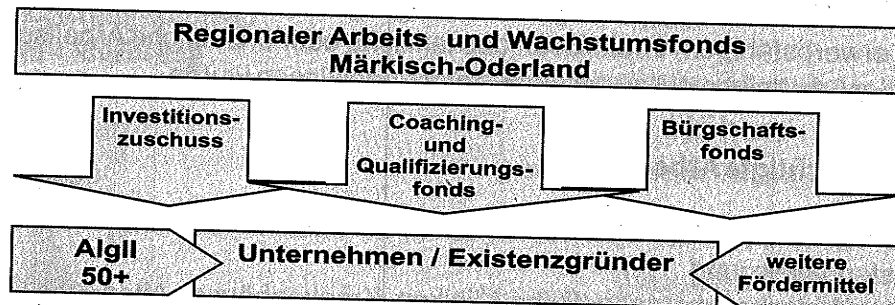 Regionaler Arbeits und Wachstumsfonds
Märkisch-Oderland
Investitions-
zuschuss
Coaching-
und
Qualifizierungs-
fonds
Bürgschafts-
fonds
AlgII
50+
Unternehmen / Existenzgründer
weitere
Fördermittel